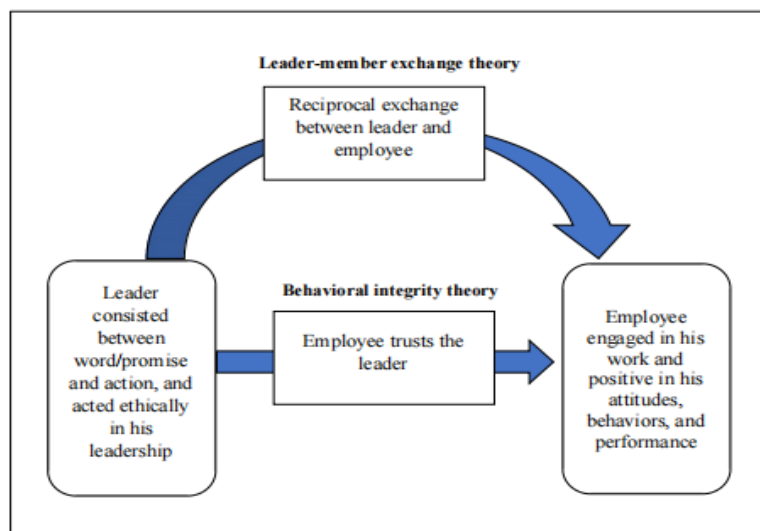 Leader-member exchange theory
Reciprocal exchange
between leader and
employee
Leader
consisted
between
word/promise
and action, and
acted ethically
in his
leadership
Behavioral integrity theory
Employee trusts the
leader
Employee
engaged in his
work and
positive in his
attitudes,
behaviors, and
performance